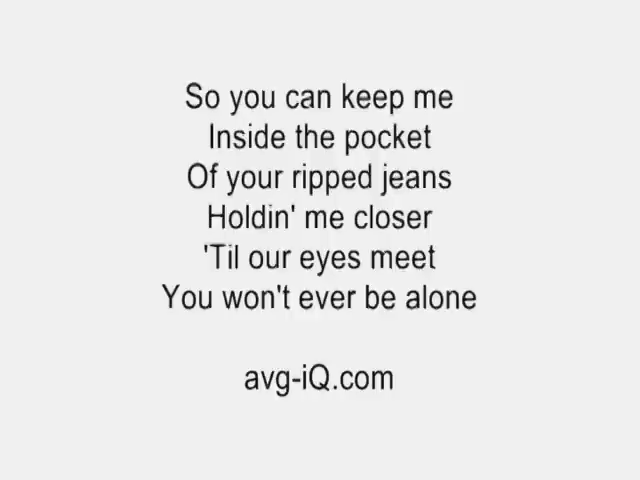 So you can keep me
Inside the pocket
Of your ripped jeans
Holdin' me closer
'Til our eyes meet
You won't ever be alone
avg-iQ.com